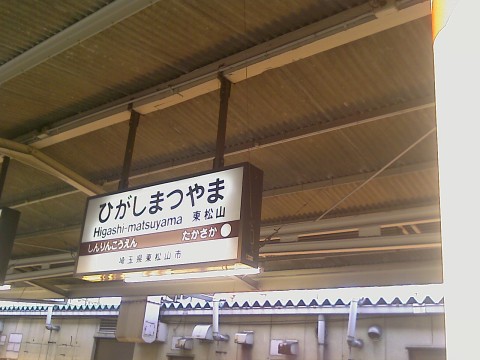 ひがしまつやま
Higashi-matsuyama 東松山
しんりんこうえん たかさか
埼玉県東松山市